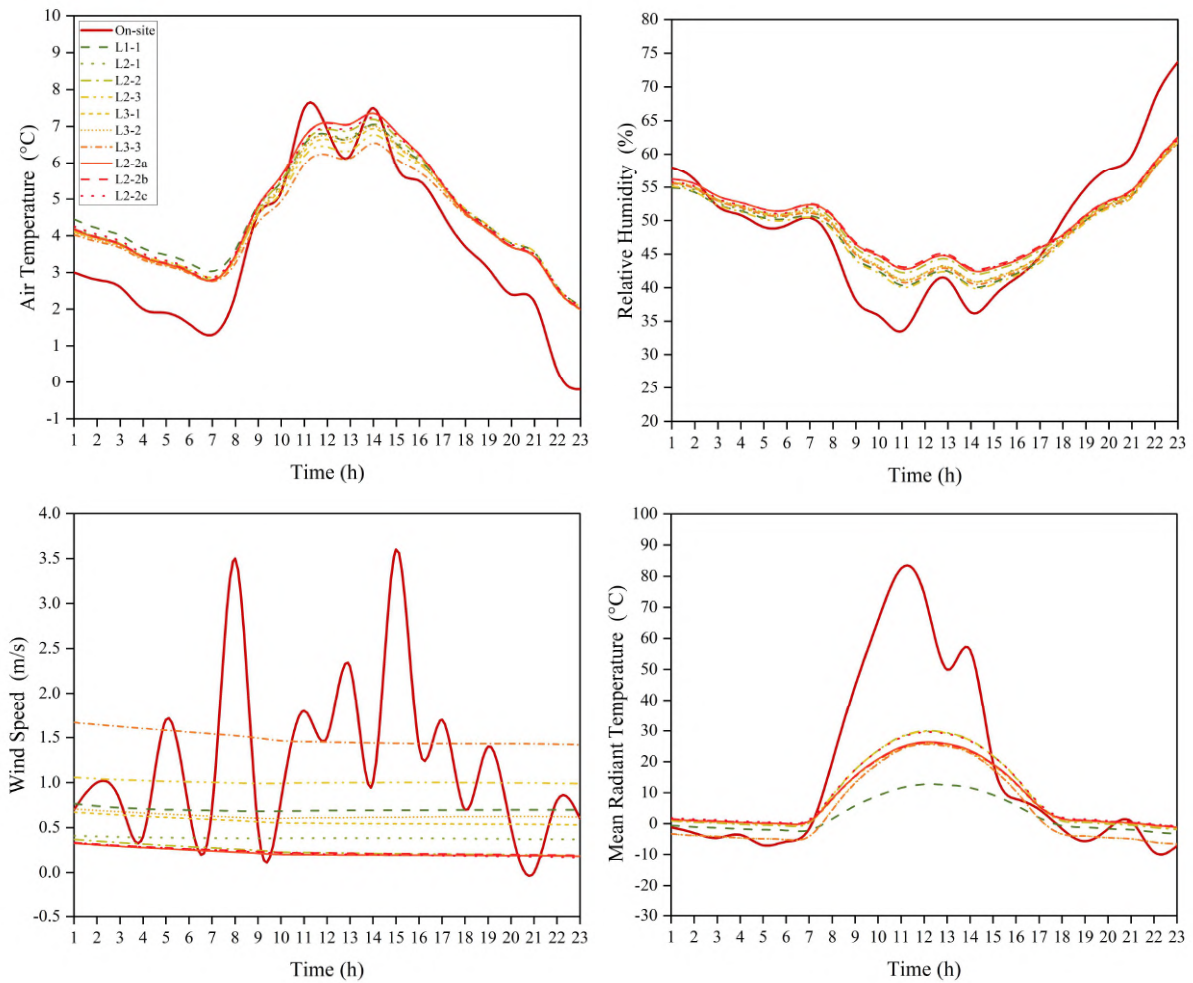 10
9
8
7
6
5
4
3
2
1
0
-1
Air Temperature (°C)
On-site
L1-1
L2-1
L2-2
L2-3
L3-1
L3-2
L3-3
L2-2a
L2-2b
L2-2c
1 2 3 4 5 6 7 8 9 10 11 12 13 14 15 16 17 18 19 20 21 22 23
Time (h)
80
75
70
65
60
55
50
45
40
35
30
25
20
Relative Humidity (%)
1 2 3 4 5 6 7 8 9 10 11 12 13 14 15 16 17 18 19 20 21 22 23
Time (h)
4.0
3.5
3.0
2.5
2.0
1.5
1.0
0.5
0.0
-0.5
Wind Speed (m/s)
1 2 3 4 5 6 7 8 9 10 11 12 13 14 15 16 17 18 19 20 21 22 23
Time (h)
100
90
80
70
60
50
40
30
20
10
0
-10
-20
-30
Mean Radiant Temperature (°C)
1 2 3 4 5 6 7 8 9 10 11 12 13 14 15 16 17 18 19 20 21 22 23
Time (h)